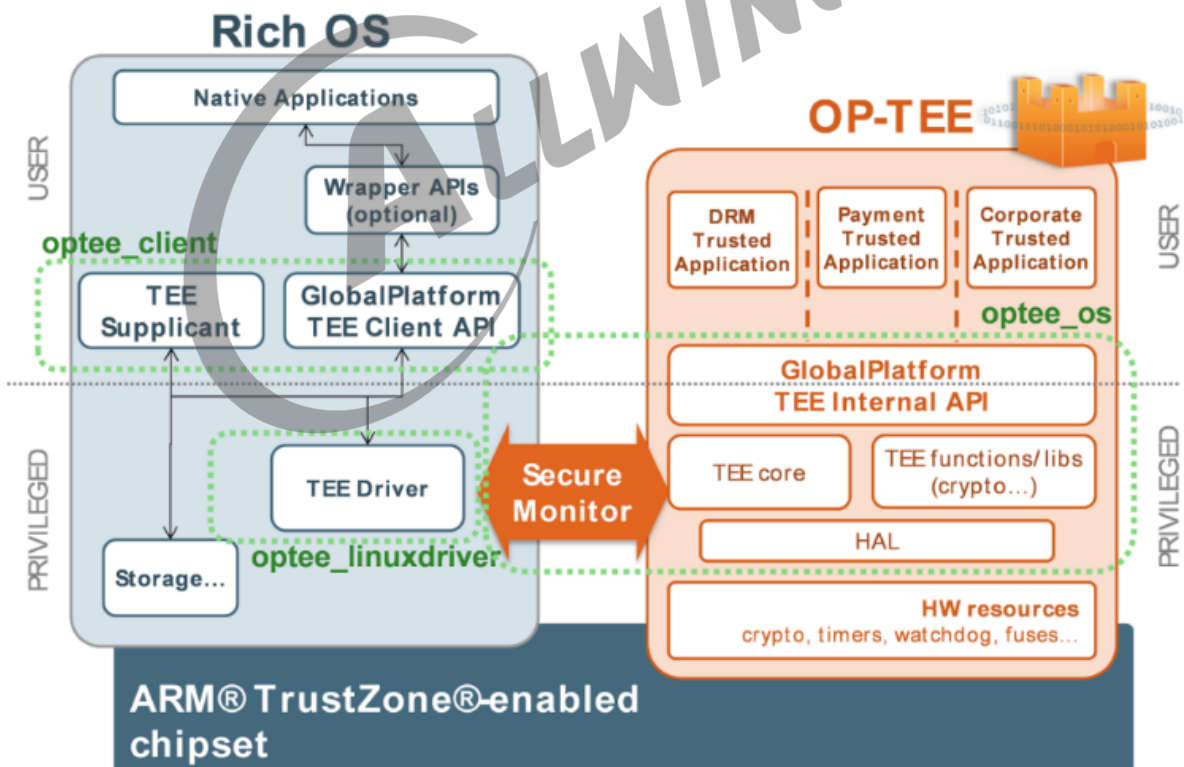 Rich OS
Native Applications
Wrapper APIs
(optional)
optee_client
TEE
Supplicant
GlobalPlatform
TEE Client API
TEE Driver
optee_linuxdriver
Storage...
USER
PRIVILEGED
Secure
Monitor
OP-TEE
DRM
Trusted
Application
Payment
Trusted
Application
Corporate
Trusted
Application
optee_os
GlobalPlatform
TEE Internal API
TEE core
TEE functions/libs
(crypto...)
HAL
HW resources
crypto, timers, watchdog, fuses...
USER
PRIVILEGED
ARM® TrustZone®-enabled
chipset